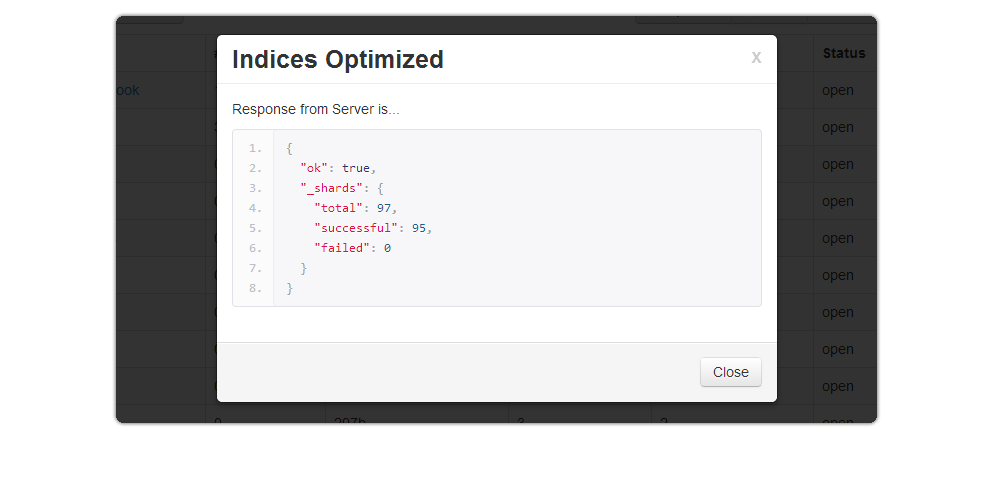 Indices Optimized
x
Status
ook
open
Response from Server is...
open
1. {
2. "ok": true,
3. "_shards": {
4. "total": 97,
5. "successful": 95,
6. "failed": 0
7. }
8. }
open
open
open
open
open
open
Close
open
0 207b 3 2 open